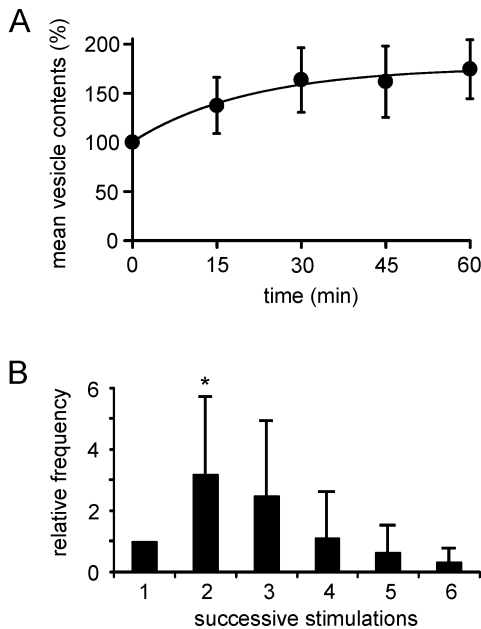 A
mean vesicle contents (%)
200
150
100
50
0
0 15 30 45 60
time (min)
B
relative frequency
6
4
2
0
*
1 2 3 4 5 6
successive stimulations